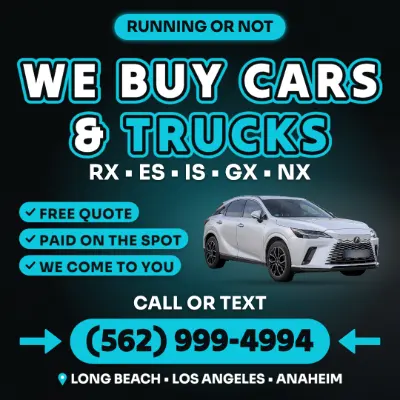 RUNNING OR NOT
WE BUY CARS
& TRUCKS
RX ▪ ES ▪ IS ▪ GX ▪ NX
FREE QUOTE
PAID ON THE SPOT
WE COME TO YOU
CALL OR TEXT
(562) 999-4994
LONG BEACH ▪ LOS ANGELES ▪ ANAHEIM